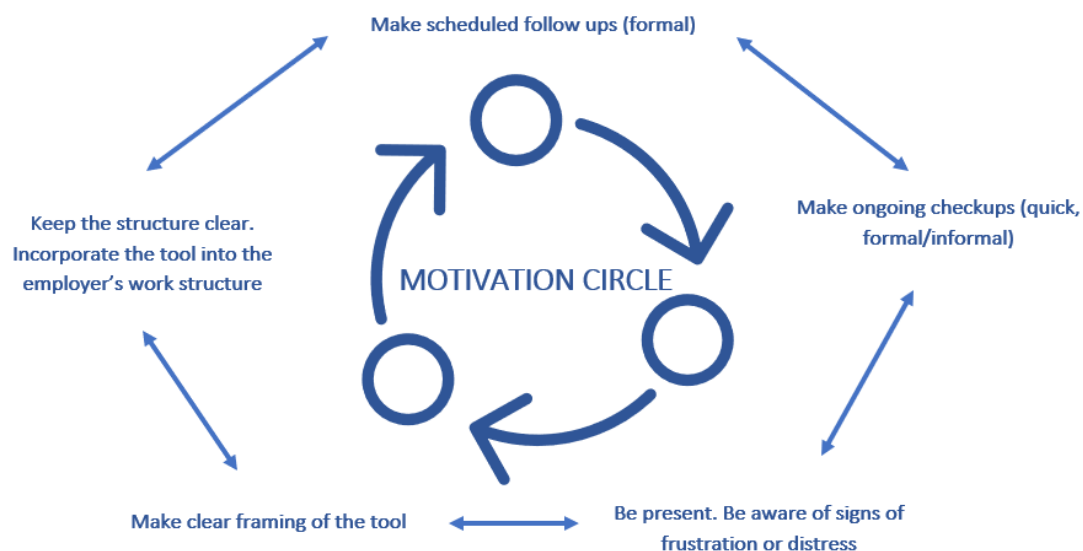 Make scheduled follow ups (formal)
Keep the structure clear.
Incorporate the tool into the
employer's work structure
Make ongoing checkups (quick,
formal/informal)
MOTIVATION CIRCLE
Make clear framing of the tool
Be present. Be aware of signs of
frustration or distress